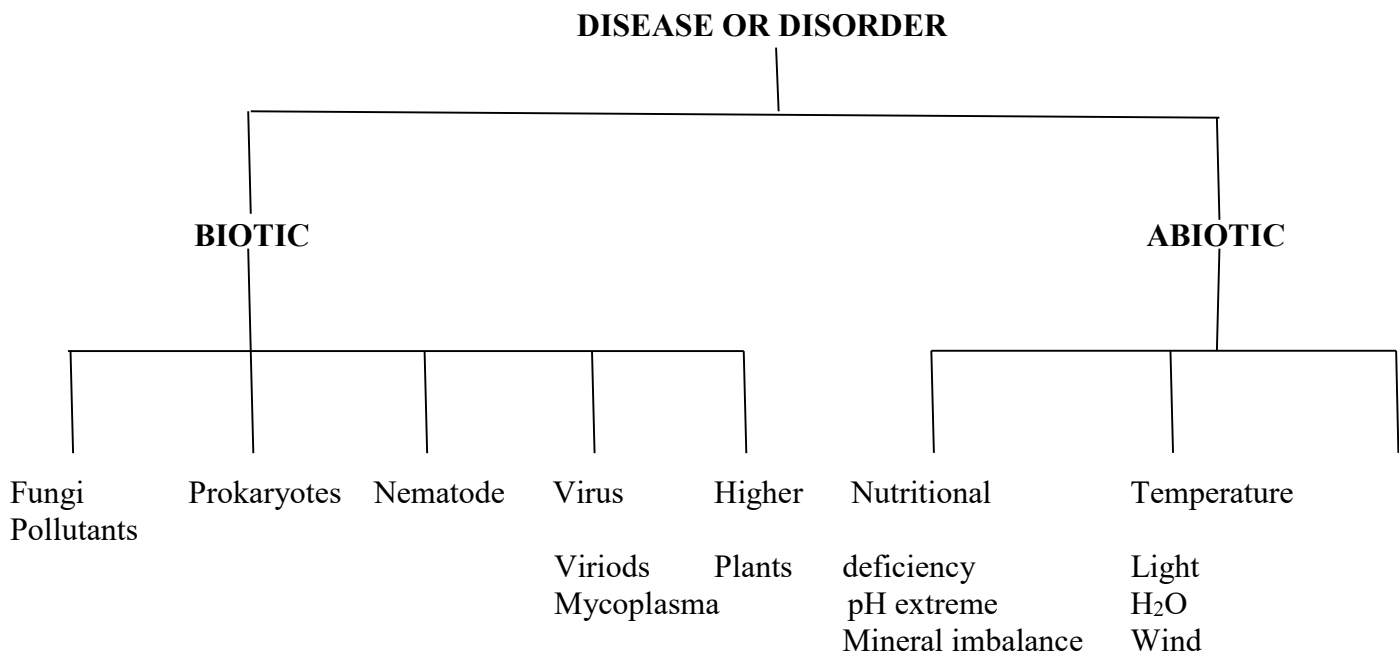 DISEASE OR DISORDER
BIOTIC ABIOTIC
Fungi Prokaryotes Nematode Virus Higher Nutritional Temperature
Pollutants
Viriods Plants deficiency Light
Mycoplasma pH extreme H₂O
Mineral imbalance Wind